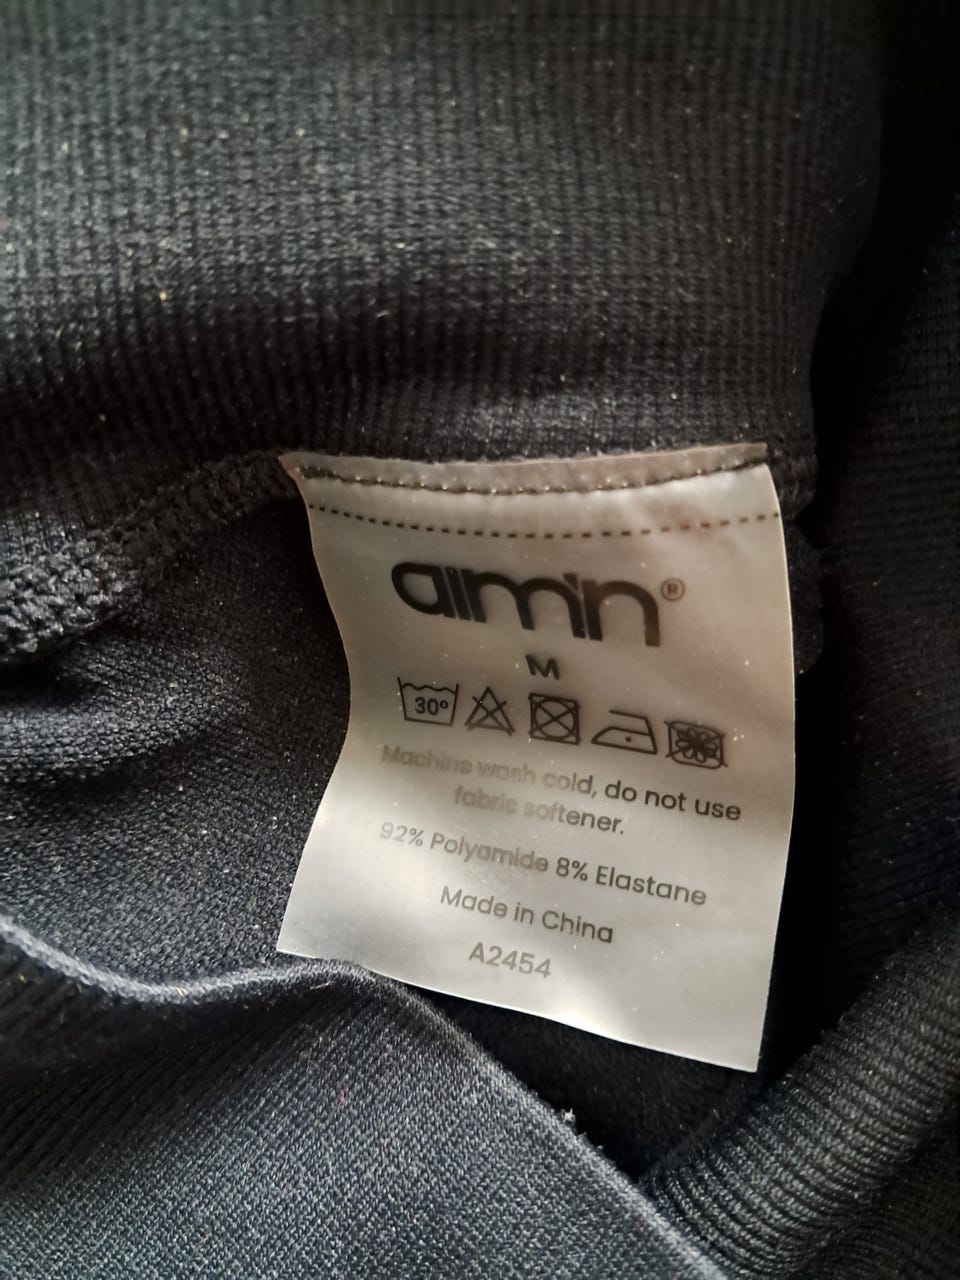 aim'n®
M
30°
Machine wash cold, do not use
fabric softener.
92% Polyamide 8% Elastane
Made in China
A2454